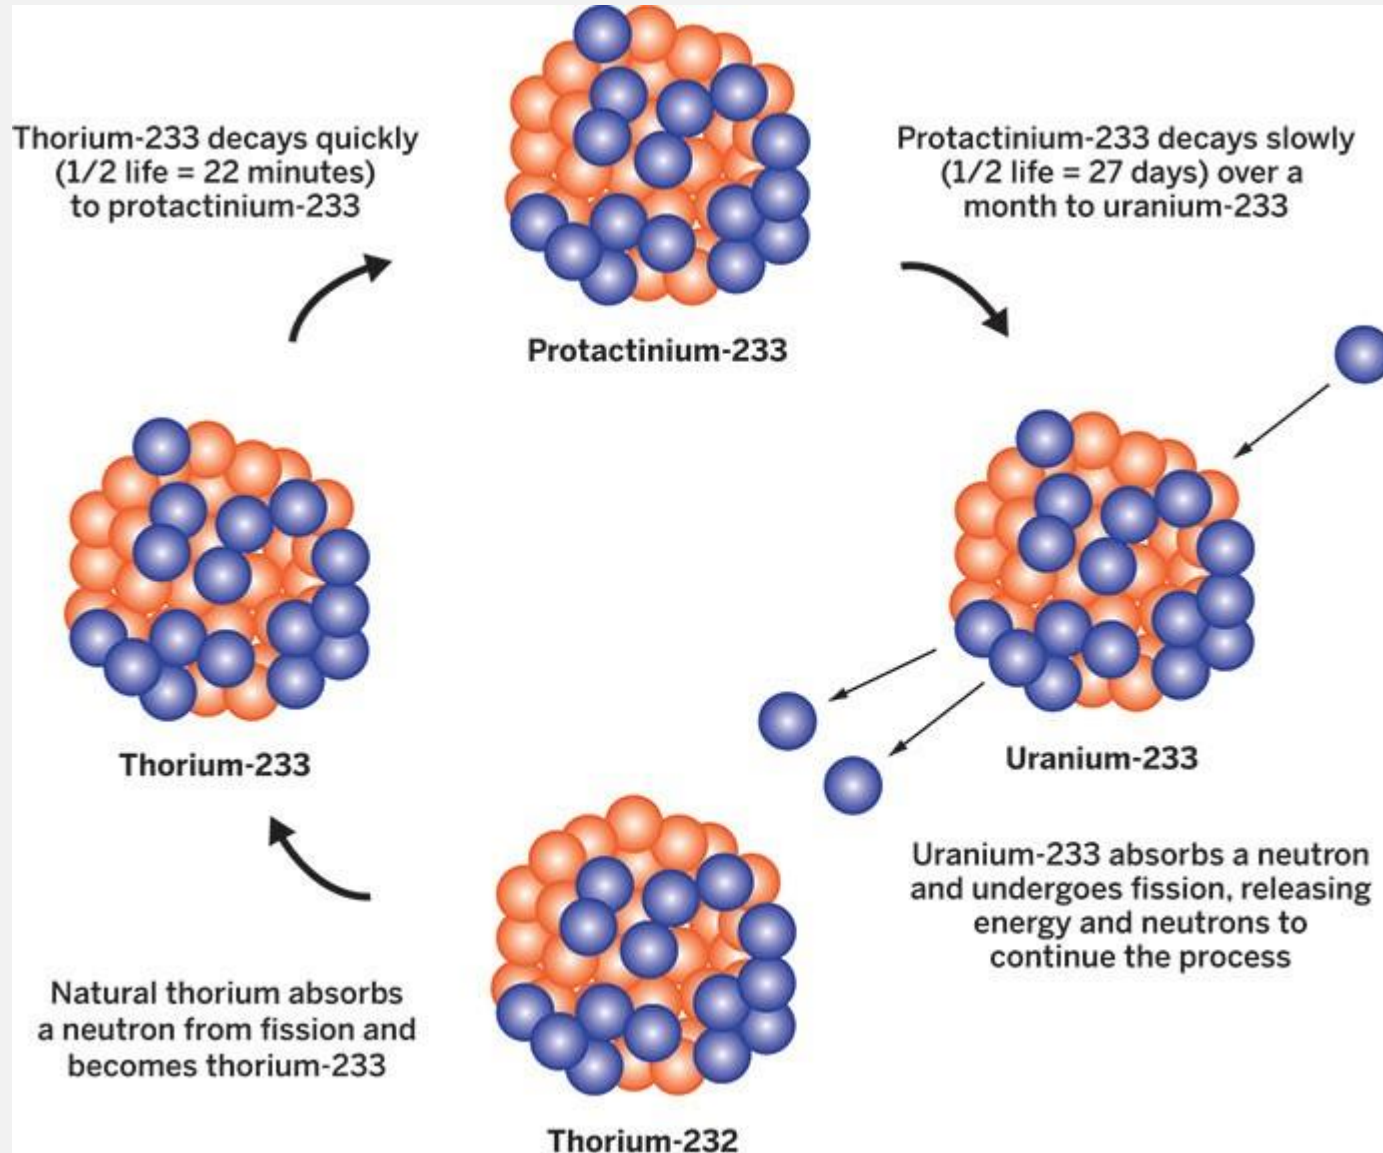 Thorium-233 decays quickly
(1/2 life = 22 minutes)
to protactinium-233
Protactinium-233 decays slowly
(1/2 life = 27 days) over a
month to uranium-233
Protactinium-233
Thorium-233
Uranium-233
Uranium-233 absorbs a neutron
and undergoes fission, releasing
energy and neutrons to
continue the process
Natural thorium absorbs
a neutron from fission and
becomes thorium-233
Thorium-232